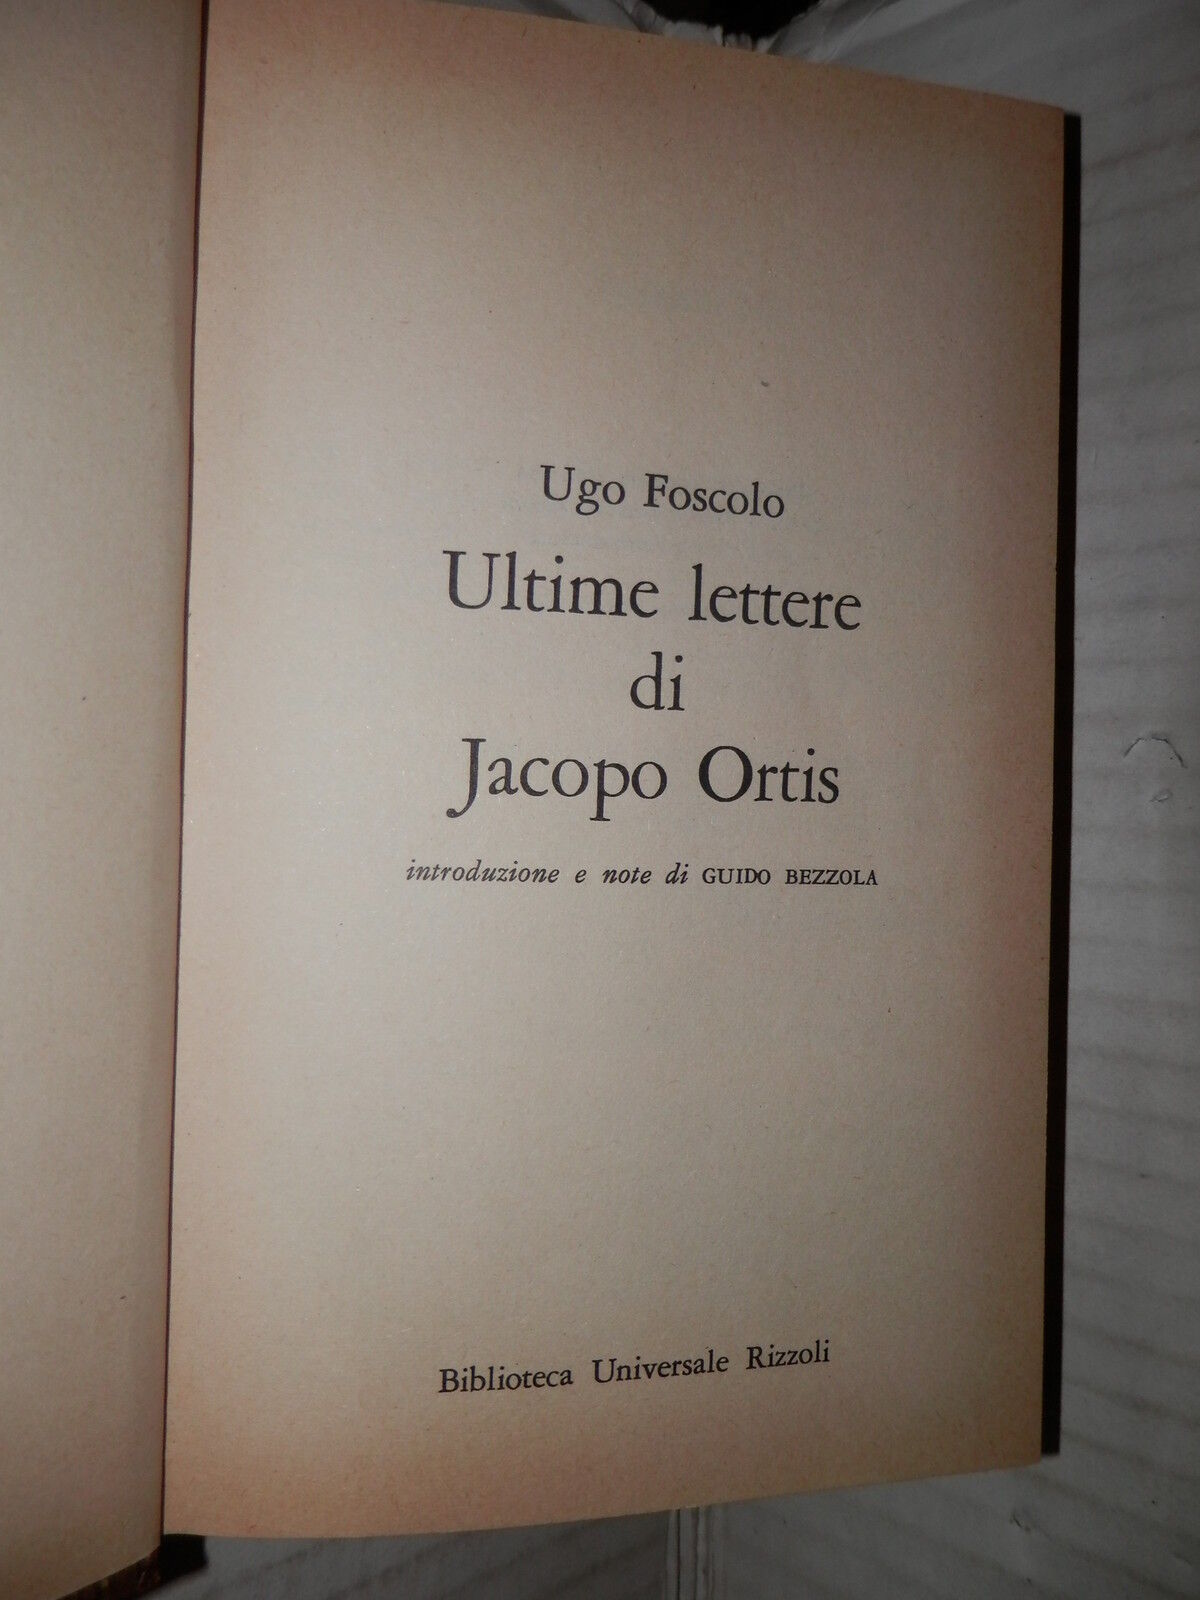 Ugo Foscolo
Ultime lettere
di
Jacopo Ortis
introduzione e note di GUIDO BEZZOLA
Biblioteca Universale Rizzoli